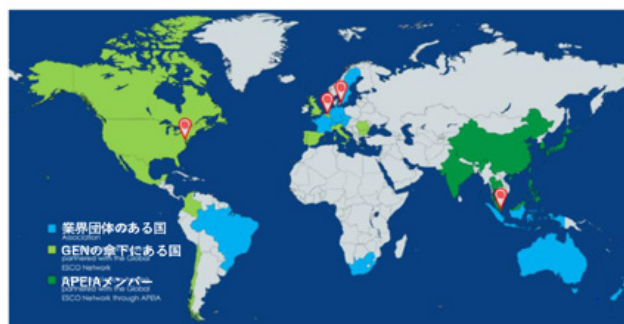 業界団体のある国
Association
GENの傘下にある国
partnered with the Global
ESCO Network
APEIAメンバー
partnered with the Global
ESCO Network through APEIA